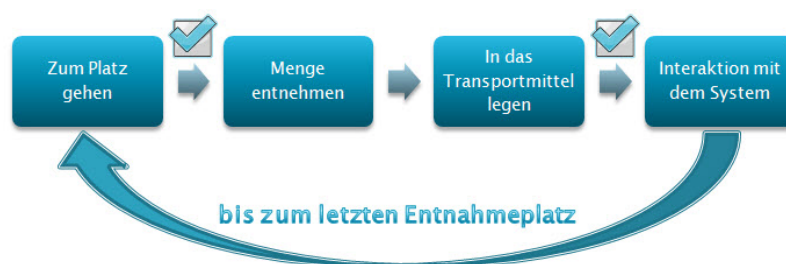 Zum Platz
gehen
Menge
entnehmen
In das
Transportmittel
legen
Interaktion mit
dem System
bis zum letzten Entnahmeplatz